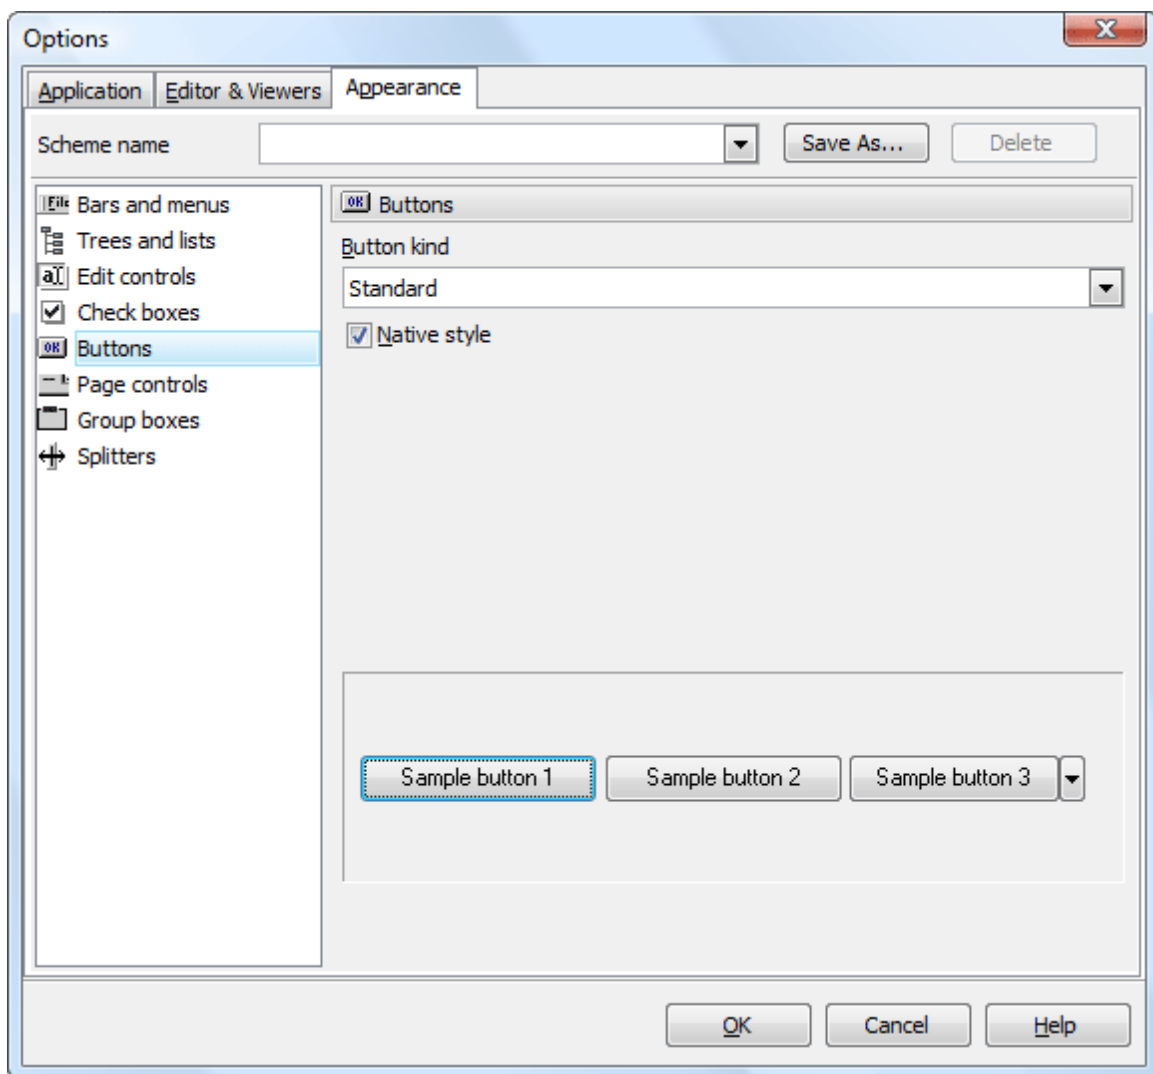 Options
Application Editor & Viewers Appearance
Scheme name Save As... Delete
Bars and menus
Trees and lists
Edit controls
Check boxes
Buttons
Page controls
Group boxes
Splitters
OK Buttons
Button kind
Standard
Native style
Sample button 1 Sample button 2 Sample button 3
OK Cancel Help